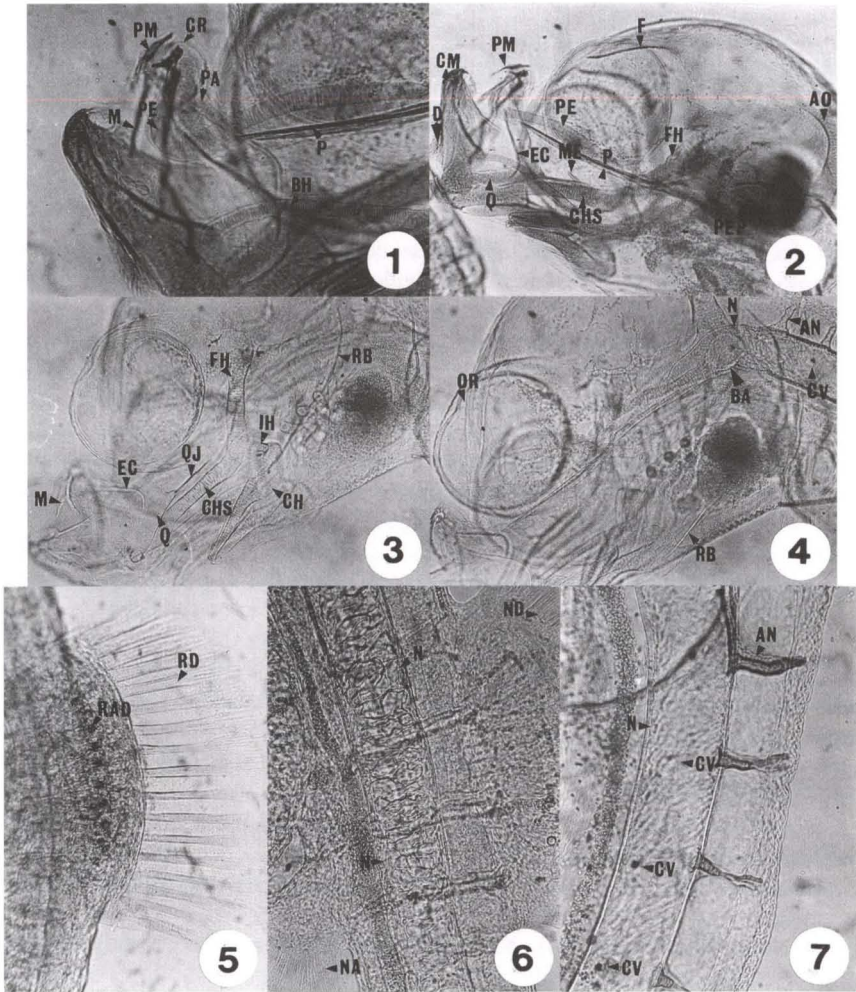 CR
PM
PA
M
PE
P
BH
1
F
PM
CM
AO
D
PE
FH
EC
ME
P
Q
CHS
PEP
2
FH
RB
IH
QJ
EC
M
CHS
CH
Q
3
N
AN
OR
BA
CV
RB
4
RD
RAD
5
ND
N
NA
6
AN
N
CV
CV
CV
7